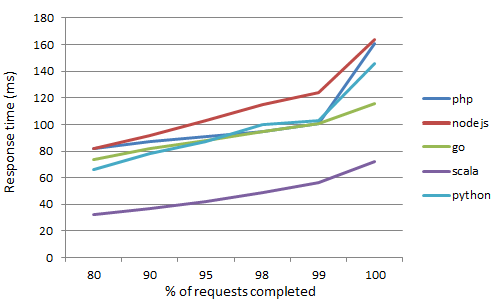 180
160
140
120
100
80
60
40
20
0
Response time (ms)
80 90 95 98 99 100
% of requests completed
php
nodejs
go
scala
python